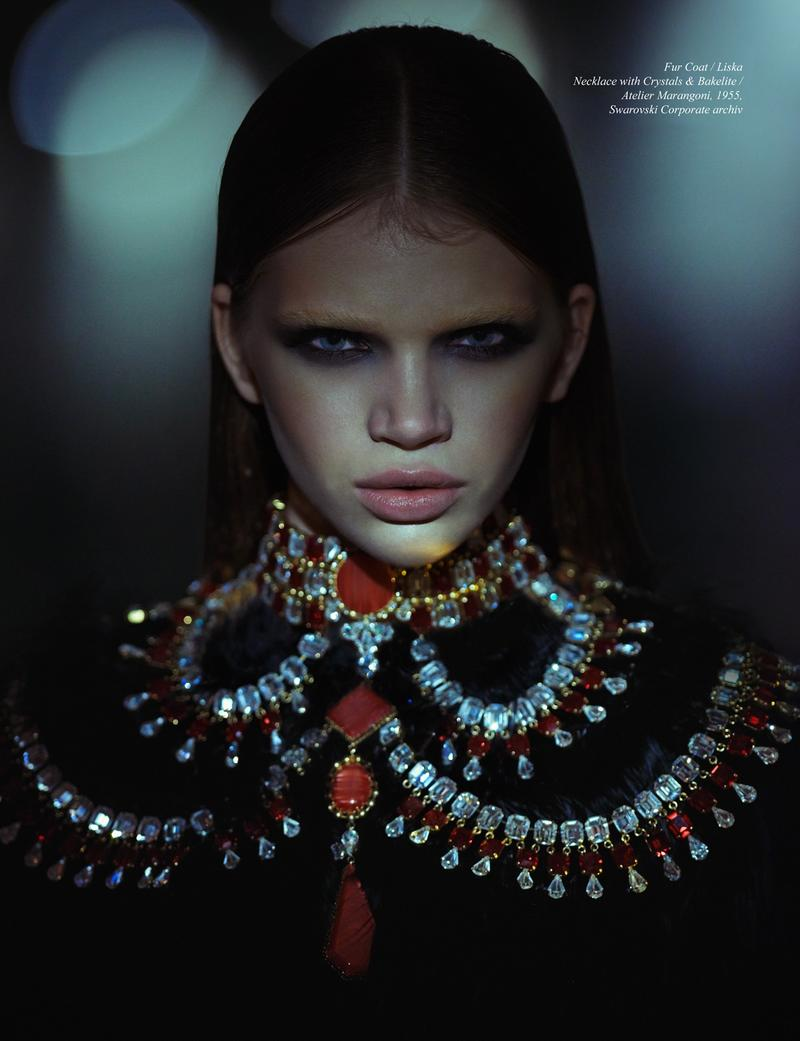 Fur Coat / Liska
Necklace with Crystals & Bakelite /
Atelier Marangoni, 1955,
Swarovski Corporate archiv